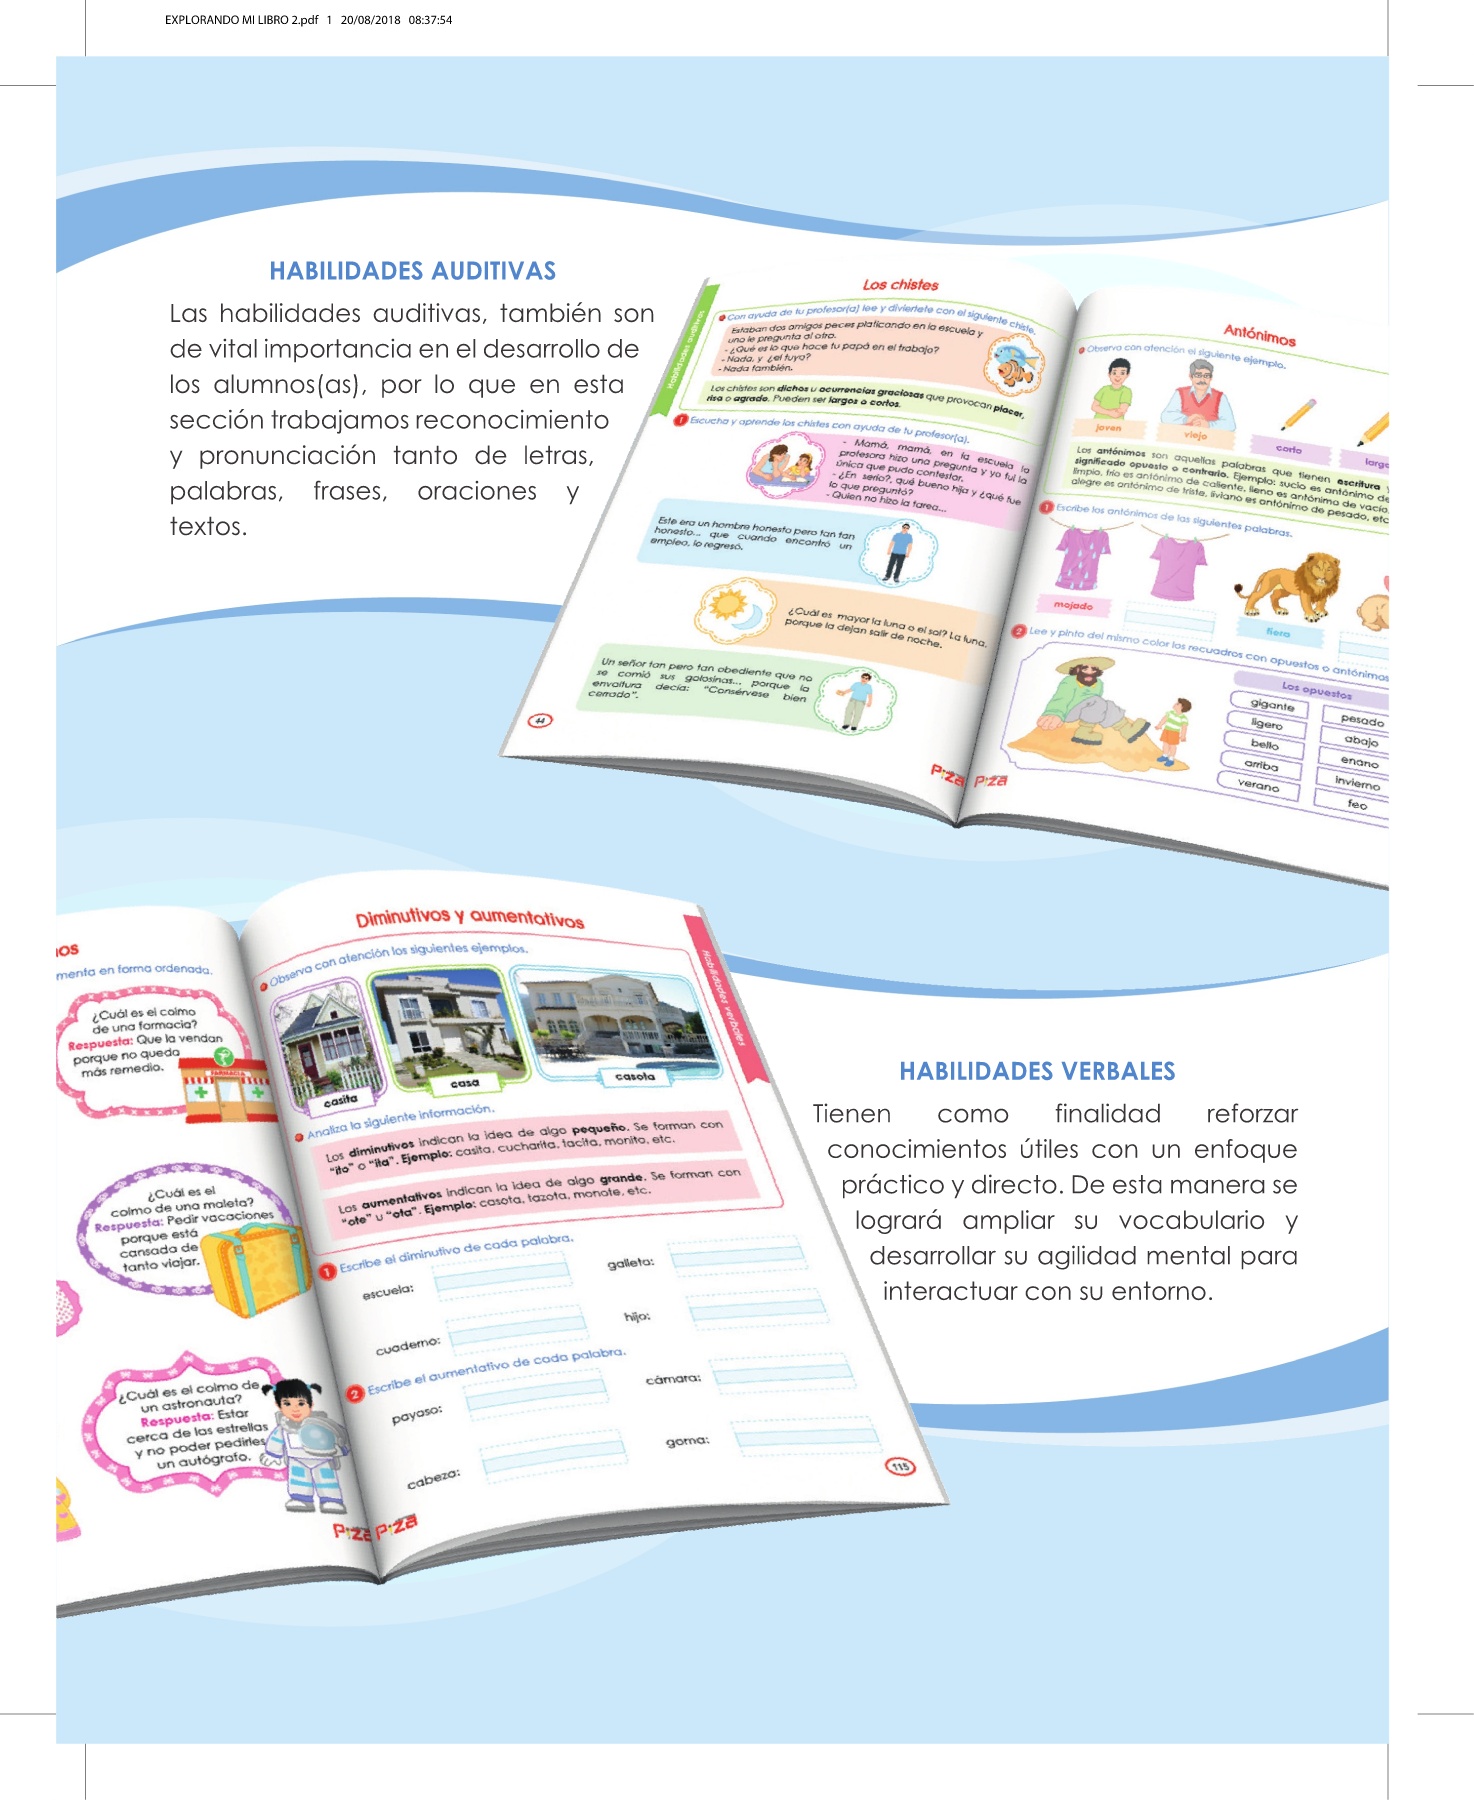 EXPLORANDO MI LIBRO 2.pdf 1 20/08/2018 08:37:54
HABILIDADES AUDITIVAS
Las habilidades auditivas, también son
de vital importancia en el desarrollo de
los alumnos(as), por lo que en esta
sección trabajamos reconocimiento
y pronunciación tanto de letras,
palabras, frases, oraciones y
textos.
Habilidades auditivas
Los chistes
Con ayuda de tu profesor(a) lee y diviertete con el siguiente chiste.
Estaban dos amigos peces platicando en la escuela y
uno le pregunta al otro.
- ¿Qué es lo que hace tu papá en el trabajo?
- Nada, y ¿el tuyo?
- Nada también.
Los chistes son dichos u ocurrencias graciosas que provocan placer,
risa o agrado. Pueden ser largos o cortos.
1 Escucha y aprende los chistes con ayuda de tu profesor(a).
- Mamá, mamá, en la escuela la
profesora hizo una pregunta y yo fui la
única que pudo contestar.
- ¿En serio?, qué bueno hija y ¿qué fue
lo que preguntó?
- Quien no hizo la tarea...
Este era un hombre honesto pero tan tan
honesto... que cuando encontró un
empleo, lo regresó.
¿Cuál es mayor la luna o el sol? La luna,
porque la dejan salir de noche.
Un señor tan pero tan obediente que no
se comió sus golosinas... porque la
envoltura decía: "Consérvese bien
cerrado".
44
Piza
Antónimos
Observa con atención el siguiente ejemplo.
joven
viejo
corto
largo
Los antónimos son aquellas palabras que tienen escritura y
significado opuesto o contrario. Ejemplo: sucio es antónimo de
limpio, frío es antónimo de caliente, lleno es antónimo de vacío,
alegre es antónimo de triste, liviano es antónimo de pesado, etc
1 Escribe los antónimos de las siguientes palabras.
mojado
fiera
2 Lee y pinta del mismo color los recuadros con opuestos o antónimos
Los opuestos
gigante
pesado
ligero
abajo
bello
enano
arriba
invierno
verano
feo
Piza
nos
menta en forma ordenada.
¿Cuál es el colmo
de una farmacia?
Respuesta: Que la vendan
porque no queda
más remedio.
FARMACIA
¿Cuál es el
colmo de una maleta?
Respuesta: Pedir vacaciones
porque está
cansada de
tanto viajar.
¿Cuál es el colmo de
un astronauta?
Respuesta: Estar
cerca de las estrellas
y no poder pedirles
un autógrafo.
Piza
Diminutivos y aumentativos
Habilidades verbales
Observa con atención los siguientes ejemplos.
casita
casa
casota
Analiza la siguiente información.
Los diminutivos indican la idea de algo pequeño. Se forman con
"ito" o "ita". Ejemplo: casita, cucharita, tacita, monito, etc.
Los aumentativos indican la idea de algo grande. Se forman con
"ote" u "ota". Ejemplo: casota, tazota, monote, etc.
1 Escribe el diminutivo de cada palabra.
escuela:
galleta:
cuaderno:
hijo:
2 Escribe el aumentativo de cada palabra.
payaso:
cámara:
cabeza:
goma:
115
Piza
HABILIDADES VERBALES
Tienen como finalidad reforzar
conocimientos útiles con un enfoque
práctico y directo. De esta manera se
logrará ampliar su vocabulario y
desarrollar su agilidad mental para
interactuar con su entorno.